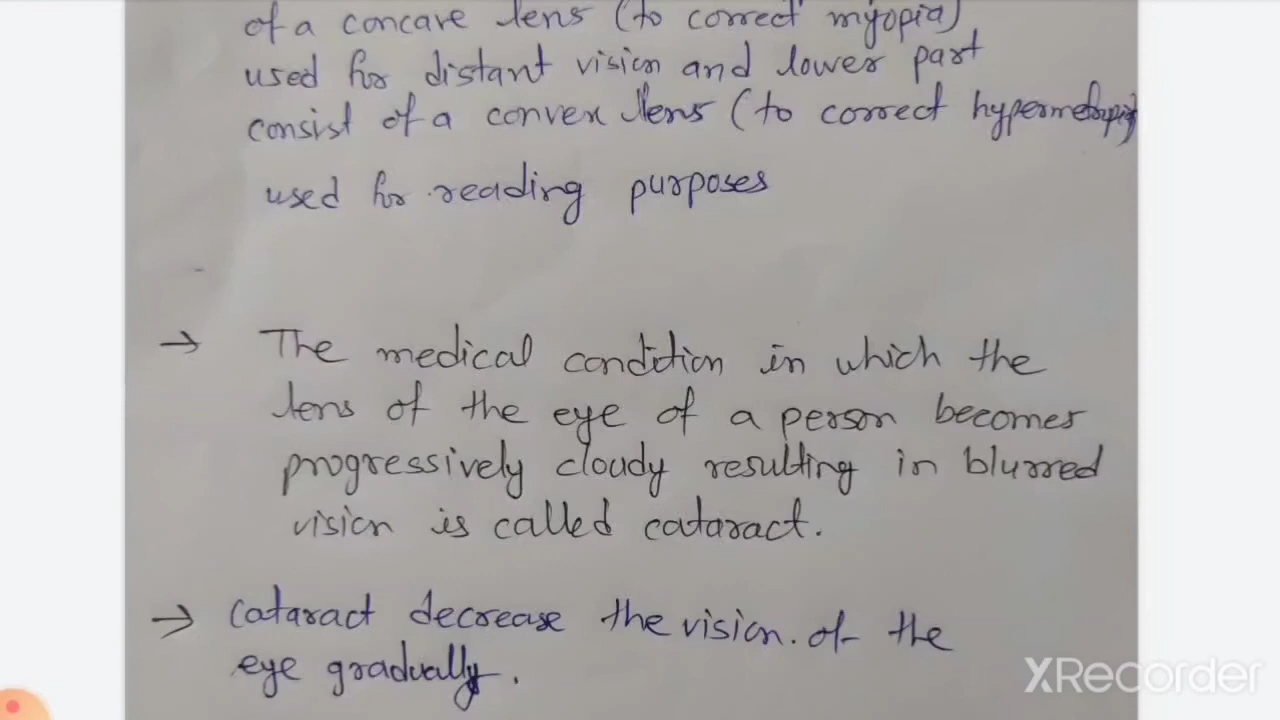 of a concave lens (to correct myopia)
used for distant vision and lower part
consist of a convex lens (to correct hypermetropia)
used for reading purposes
→ The medical condition in which the
lens of the eye of a person becomes
progressively cloudy resulting in blurred
vision is called cataract.
→ Cataract decrease the vision. of the
eye gradually.
XRecorder